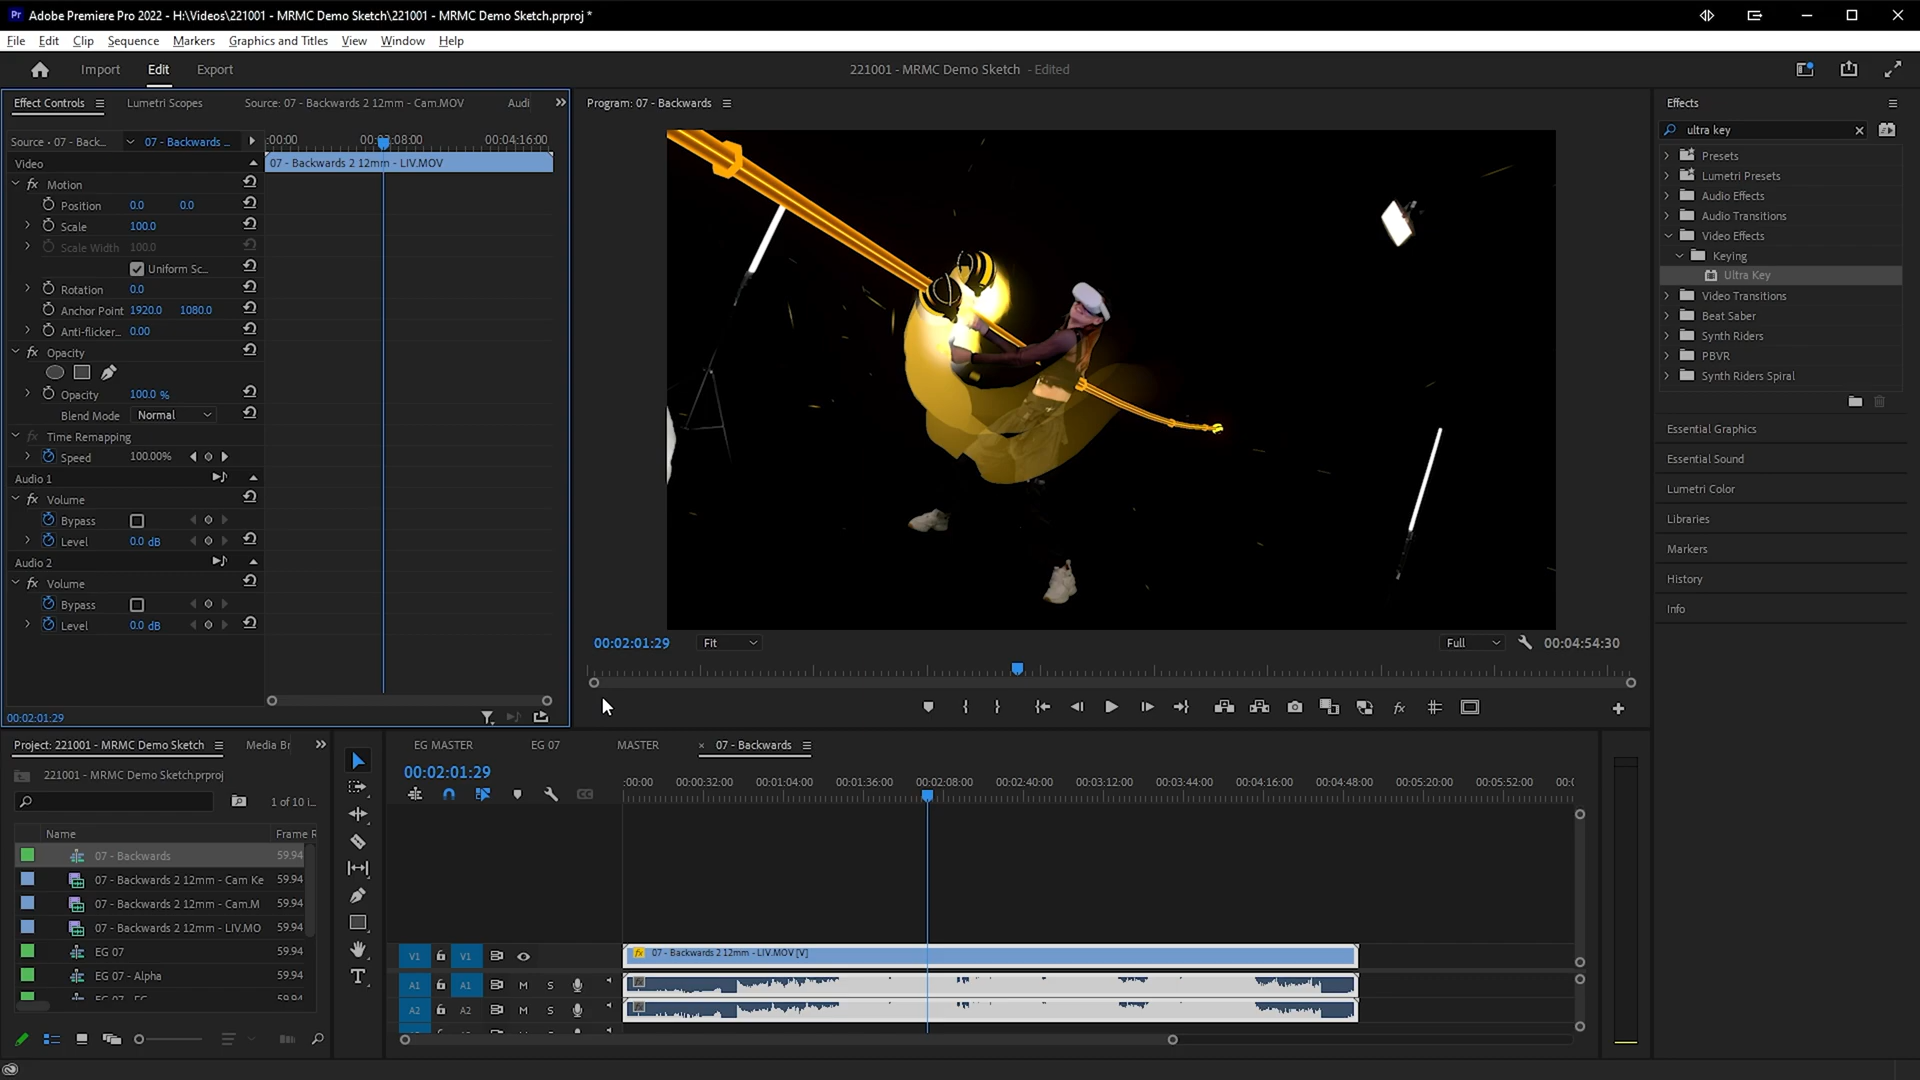 Pr Adobe Premiere Pro 2022 - H:\Videos\221001 - MRMC Demo Sketch\221001 - MRMC Demo Sketch.prproj *
File Edit Clip Sequence Markers Graphics and Titles View Window Help
Import Edit Export 221001 - MRMC Demo Sketch - Edited
Effect Controls Lumetri Scopes Source: 07 - Backwards 2 12mm - Cam.MOV Audi
Source • 07 - Back... 07 - Backwards ...
:00:00 00:02:08:00 00:04:16:00
Video 07 - Backwards 2 12mm - LIV.MOV
fx Motion
Position 0.0 0.0
Scale 100.0
Scale Width 100.0
Uniform Sc...
Rotation 0.0
Anchor Point 1920.0 1080.0
Anti-flicker... 0.00
fx Opacity
Opacity 100.0 %
Blend Mode Normal
fx Time Remapping
Speed 100.00%
Audio 1
fx Volume
Bypass
Level 0.0 dB
Audio 2
fx Volume
Bypass
Level 0.0 dB
00:02:01:29
Program: 07 - Backwards
00:02:01:29 Fit Full 00:04:54:30
fx
Effects
ultra key
Presets
Lumetri Presets
Audio Effects
Audio Transitions
Video Effects
Keying
Ultra Key
Video Transitions
Beat Saber
Synth Riders
PBVR
Synth Riders Spiral
Essential Graphics
Essential Sound
Lumetri Color
Libraries
Markers
History
Info
Project: 221001 - MRMC Demo Sketch Media Br
221001 - MRMC Demo Sketch.prproj
1 of 10 i...
Name Frame R
07 - Backwards 59.94
07 - Backwards 2 12mm - Cam Ke 59.94
07 - Backwards 2 12mm - Cam.M 59.94
07 - Backwards 2 12mm - LIV.MO 59.94
EG 07 59.94
EG 07 - Alpha 59.94
EG MASTER EG 07 MASTER × 07 - Backwards
00:02:01:29
:00:00 00:00:32:00 00:01:04:00 00:01:36:00 00:02:08:00 00:02:40:00 00:03:12:00 00:03:44:00 00:04:16:00 00:04:48:00 00:05:20:00 00:05:52:00 00:0
V1 V1 fx 07 - Backwards 2 12mm - LIV.MOV [V]
A1 A1 M S
A2 A2 M S